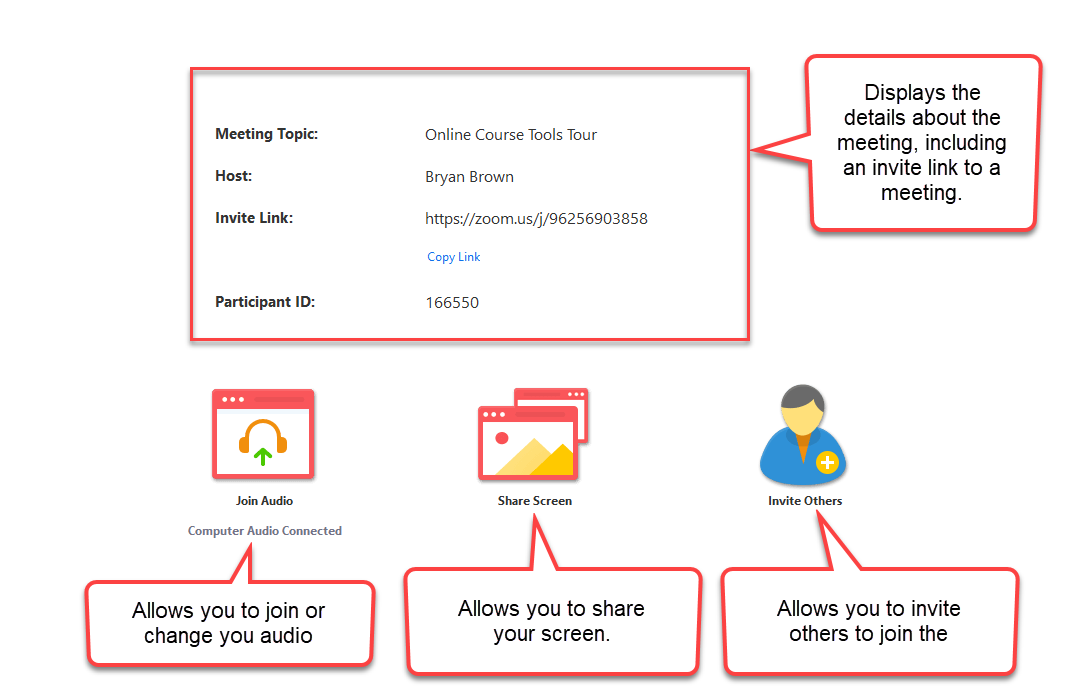 Displays the
details about the
meeting, including
an invite link to a
meeting.
Meeting Topic: Online Course Tools Tour
Host: Bryan Brown
Invite Link: https://zoom.us/j/96256903858
Copy Link
Participant ID: 166550
Join Audio
Share Screen
Invite Others
Computer Audio Connected
Allows you to join or
change you audio
Allows you to share
your screen.
Allows you to invite
others to join the